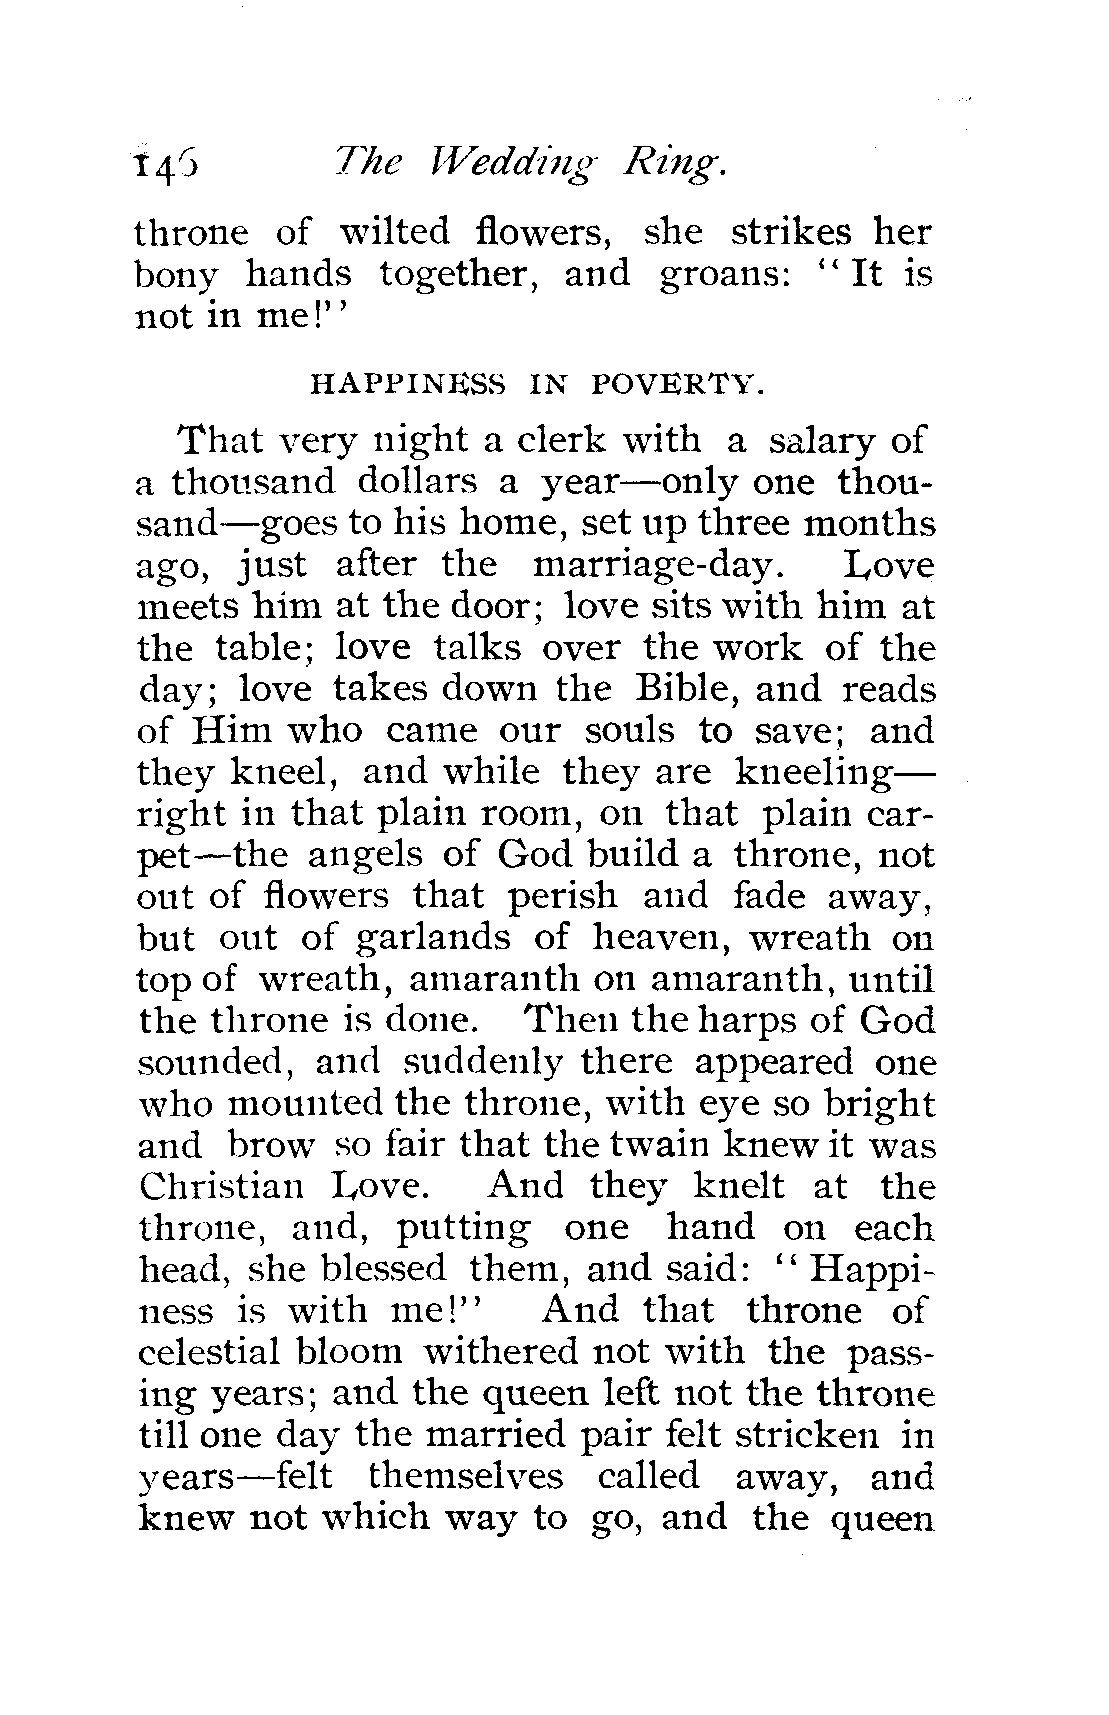 146 The Wedding Ring.
throne of wilted flowers, she strikes her
bony hands together, and groans: "It is
not in me!"
HAPPINESS IN POVERTY.
That very night a clerk with a salary of
a thousand dollars a year—only one thou-
sand—goes to his home, set up three months
ago, just after the marriage-day. Love
meets him at the door; love sits with him at
the table; love talks over the work of the
day; love takes down the Bible, and reads
of Him who came our souls to save; and
they kneel, and while they are kneeling—
right in that plain room, on that plain car-
pet—the angels of God build a throne, not
out of flowers that perish and fade away,
but out of garlands of heaven, wreath on
top of wreath, amaranth on amaranth, until
the throne is done. Then the harps of God
sounded, and suddenly there appeared one
who mounted the throne, with eye so bright
and brow so fair that the twain knew it was
Christian Love. And they knelt at the
throne, and, putting one hand on each
head, she blessed them, and said: "Happi-
ness is with me!" And that throne of
celestial bloom withered not with the pass-
ing years; and the queen left not the throne
till one day the married pair felt stricken in
years—felt themselves called away, and
knew not which way to go, and the queen